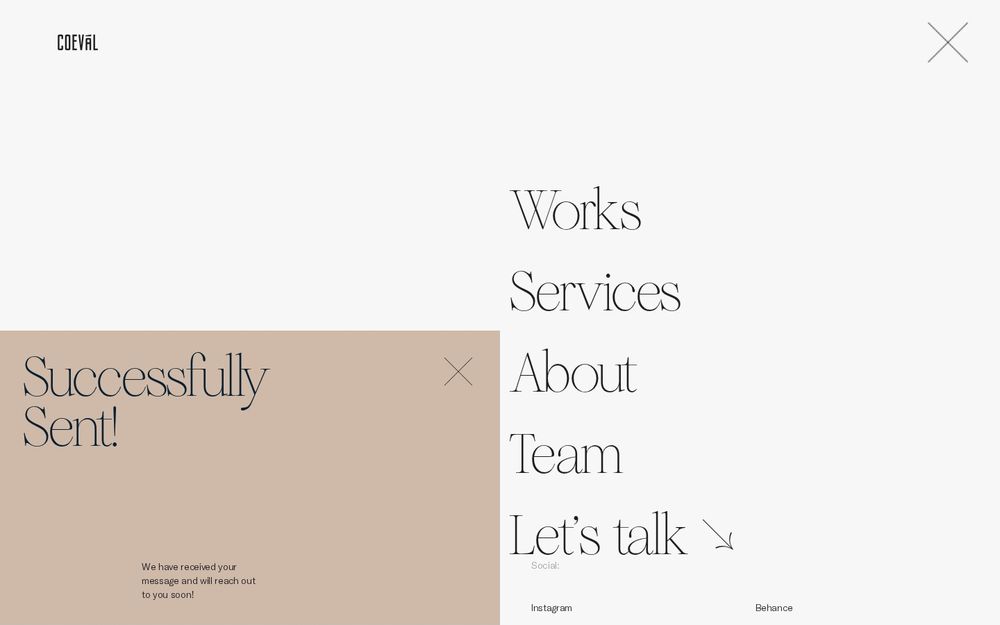 COEVAL
Works
Services
About
Team
Let's talk
Successfully
Sent!
We have received your
message and will reach out
to you soon!
Social:
Instagram
Behance